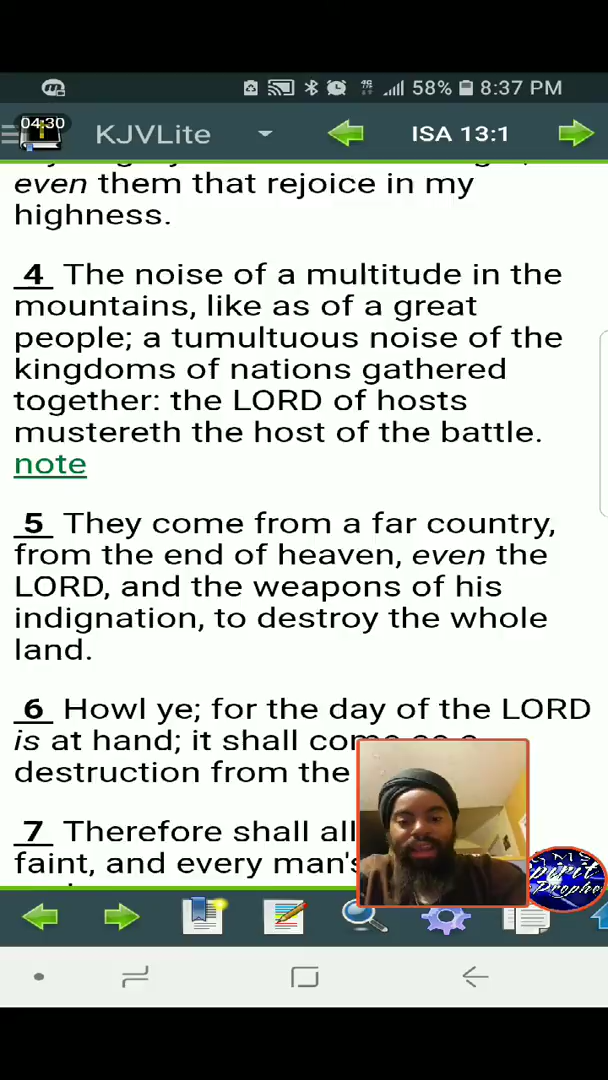 58% 8:37 PM
04:30 KJVLite ISA 13:1
even them that rejoice in my
highness.
4 The noise of a multitude in the
mountains, like as of a great
people; a tumultuous noise of the
kingdoms of nations gathered
together: the LORD of hosts
mustereth the host of the battle.
note
5 They come from a far country,
from the end of heaven, even the
LORD, and the weapons of his
indignation, to destroy the whole
land.
6 Howl ye; for the day of the LORD
is at hand; it shall
destruction from the
7 Therefore shall all
faint, and every man's
GMS
Spirit
Prophe